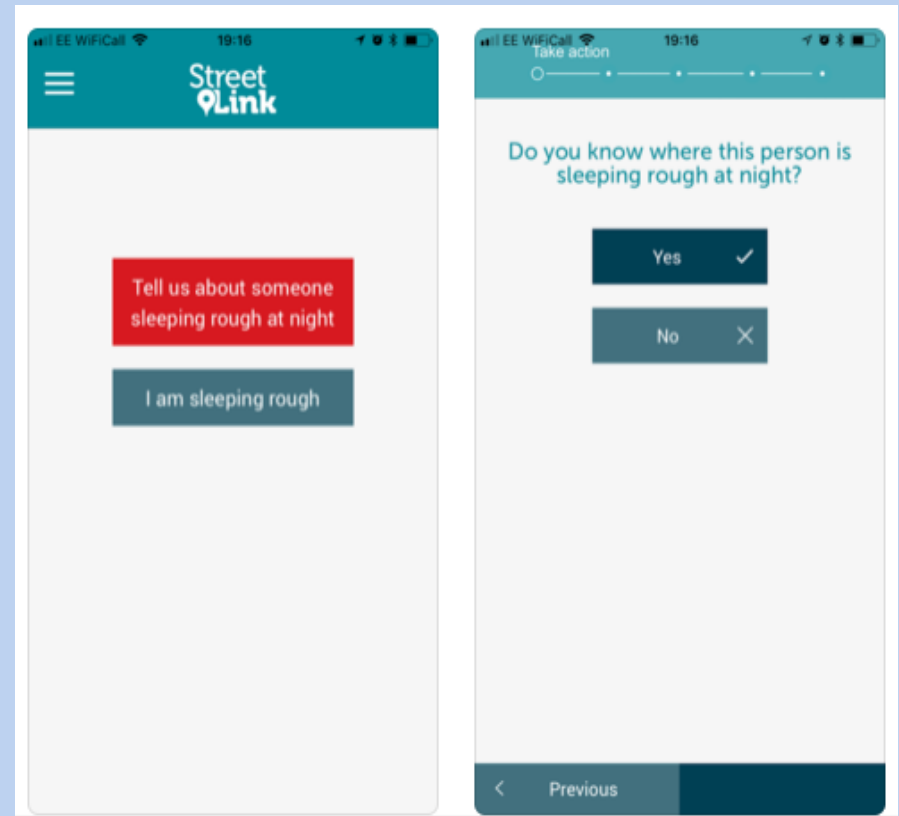 EE WiFiCall 19:16
Street
Link
Tell us about someone
sleeping rough at night
I am sleeping rough
EE WiFiCall 19:16
Take action
Do you know where this person is
sleeping rough at night?
Yes
No
Previous